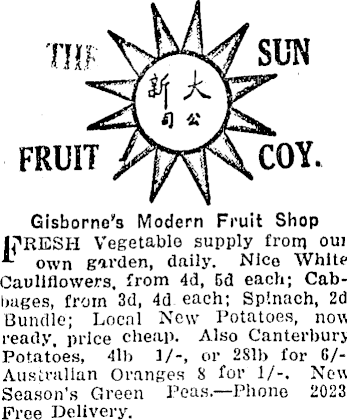 THE SUN
新 大
司 公
FRUIT COY.
Gisborne's Modern Fruit Shop
FRESH Vegetable supply from our
own garden, daily. Nice White
Cauliflowers, from 4d, 5d each; Cab-
bages, from 3d, 4d each; Spinach, 2d
Bundle; Local New Potatoes, now
ready, price cheap. Also Canterbury
Potatoes, 4lb 1/-, or 28lb for 6/-
Australian Oranges 8 for 1/-. New
Season's Green Peas.—Phone 2023
Free Delivery.